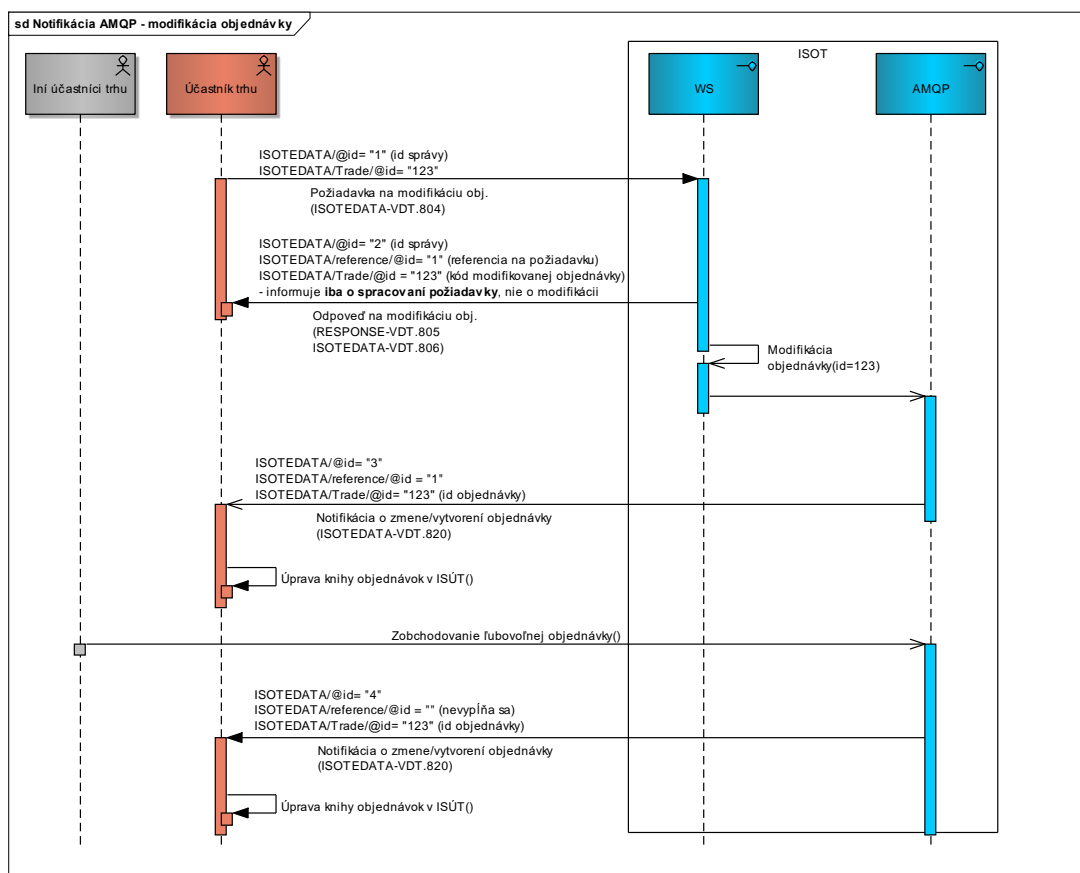 sd Notifikácia AMQP - modifikácia objednávky
ISOT
Iní účastníci trhu
Účastník trhu
WS
AMQP
ISOTEDATA/@id= "1" (id správy)
ISOTEDATA/Trade/@id= "123"
Požiadavka na modifikáciu obj.
(ISOTEDATA-VDT.804)
ISOTEDATA/@id= "2" (id správy)
ISOTEDATA/reference/@id= "1" (referencia na požiadavku)
ISOTEDATA/Trade/@id = "123" (kód modifikovanej objednávky)
- informuje iba o spracovaní požiadavky, nie o modifikácii
Odpoveď na modifikáciu obj.
(RESPONSE-VDT.805
ISOTEDATA-VDT.806)
Modifikácia
objednávky(id=123)
ISOTEDATA/@id= "3"
ISOTEDATA/reference/@id = "1"
ISOTEDATA/Trade/@id= "123" (id objednávky)
Notifikácia o zmene/vytvorení objednávky
(ISOTEDATA-VDT.820)
Úprava knihy objednávok v ISÚT()
Zobchodovanie ľubovoľnej objednávky()
ISOTEDATA/@id= "4"
ISOTEDATA/reference/@id = "" (nevypĺňa sa)
ISOTEDATA/Trade/@id= "123" (id objednávky)
Notifikácia o zmene/vytvorení objednávky
(ISOTEDATA-VDT.820)
Úprava knihy objednávok v ISÚT()